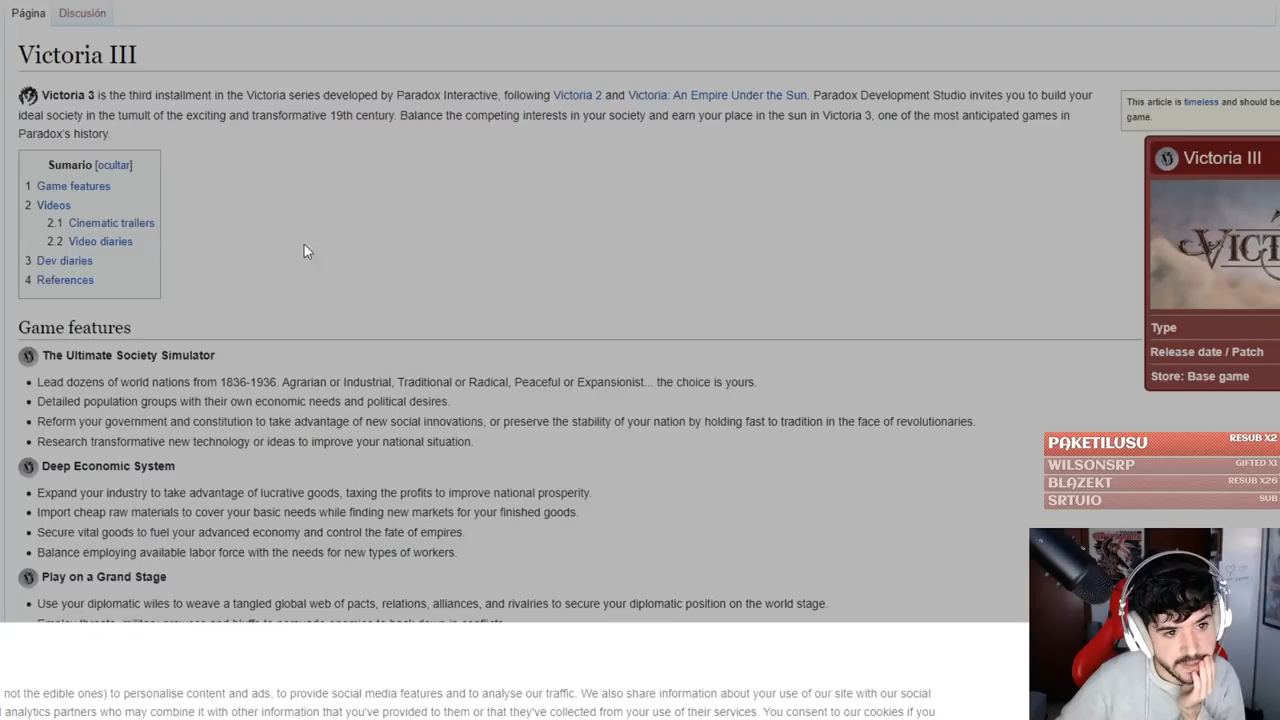 Página
Discusión
Victoria III
Victoria 3 is the third installment in the Victoria series developed by Paradox Interactive, following Victoria 2 and Victoria: An Empire Under the Sun. Paradox Development Studio invites you to build your
ideal society in the tumult of the exciting and transformative 19th century. Balance the competing interests in your society and earn your place in the sun in Victoria 3, one of the most anticipated games in
Paradox's history.
This article is timeless and should be
game.
Sumario [ocultar]
1 Game features
2 Videos
2.1 Cinematic trailers
2.2 Video diaries
3 Dev diaries
4 References
Victoria III
VICT
Type
Release date / Patch
Store: Base game
Game features
The Ultimate Society Simulator
• Lead dozens of world nations from 1836-1936. Agrarian or Industrial, Traditional or Radical, Peaceful or Expansionist... the choice is yours.
• Detailed population groups with their own economic needs and political desires.
• Reform your government and constitution to take advantage of new social innovations, or preserve the stability of your nation by holding fast to tradition in the face of revolutionaries.
• Research transformative new technology or ideas to improve your national situation.
Deep Economic System
• Expand your industry to take advantage of lucrative goods, taxing the profits to improve national prosperity.
• Import cheap raw materials to cover your basic needs while finding new markets for your finished goods.
• Secure vital goods to fuel your advanced economy and control the fate of empires.
• Balance employing available labor force with the needs for new types of workers.
Play on a Grand Stage
• Use your diplomatic wiles to weave a tangled global web of pacts, relations, alliances, and rivalries to secure your diplomatic position on the world stage.
PAKETILUSU RESUB X2
WILSONSRP GIFTED X1
BLAZEKT RESUB X26
SRTUIO SUB
not the edible ones) to personalise content and ads, to provide social media features and to analyse our traffic. We also share information about your use of our site with our social
analytics partners who may combine it with other information that you've provided to them or that they've collected from your use of their services. You consent to our cookies if you